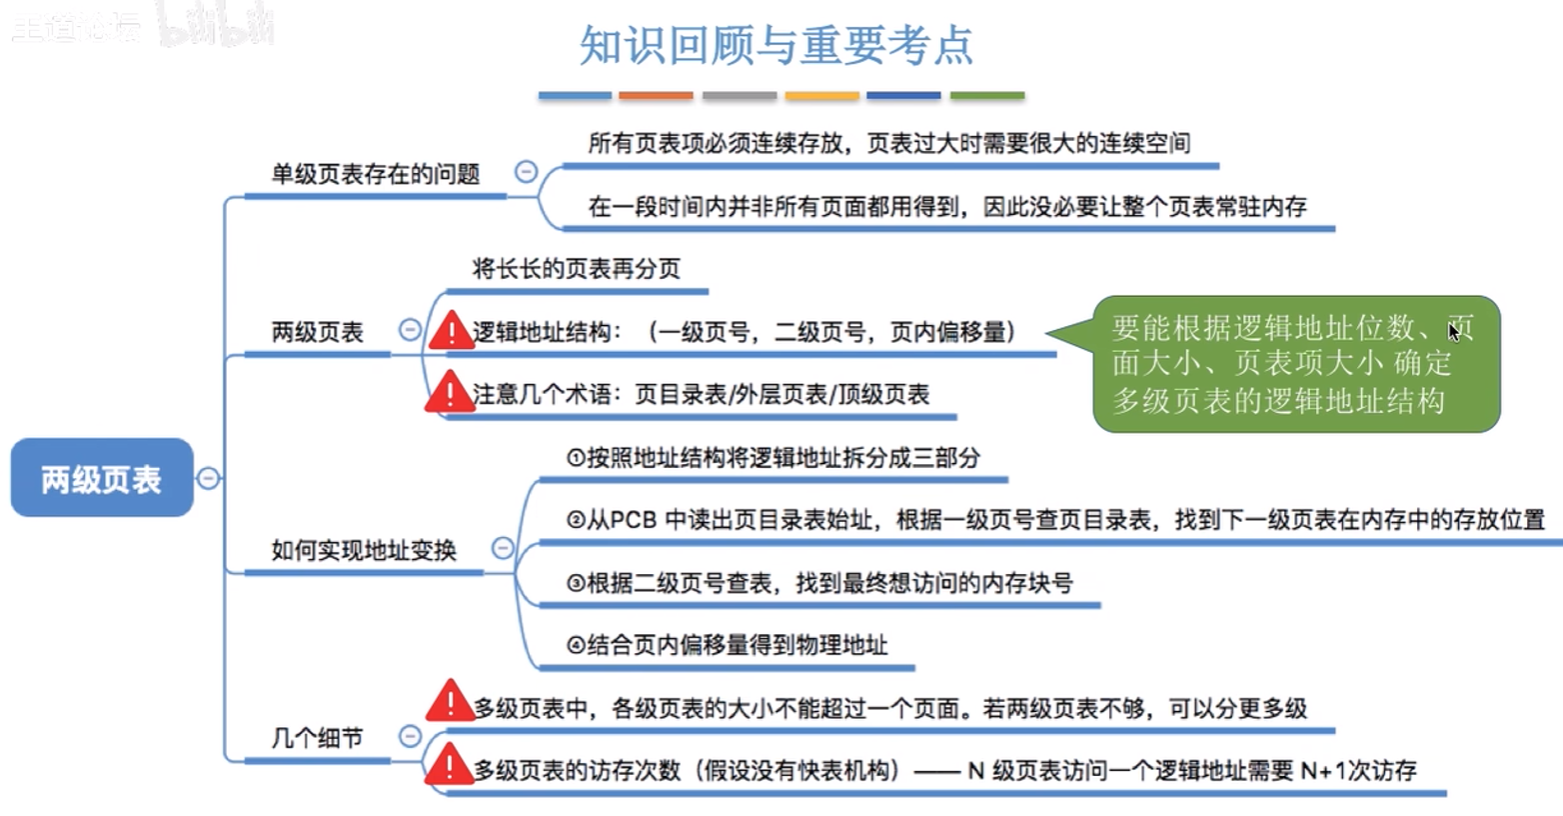 王道论坛 bilibili
知识回顾与重要考点
所有页表项必须连续存放，页表过大时需要很大的连续空间
单级页表存在的问题
在一段时间内并非所有页面都用得到，因此没必要让整个页表常驻内存
将长长的页表再分页
两级页表
逻辑地址结构：（一级页号，二级页号，页内偏移量）
要能根据逻辑地址位数、页
面大小、页表项大小 确定
多级页表的逻辑地址结构
注意几个术语：页目录表/外层页表/顶级页表
两级页表
①按照地址结构将逻辑地址拆分成三部分
②从PCB 中读出页目录表始址，根据一级页号查页目录表，找到下一级页表在内存中的存放位置
如何实现地址变换
③根据二级页号查表，找到最终想访问的内存块号
④结合页内偏移量得到物理地址
多级页表中，各级页表的大小不能超过一个页面。若两级页表不够，可以分更多级
几个细节
多级页表的访存次数（假设没有快表机构）—— N 级页表访问一个逻辑地址需要 N+1次访存